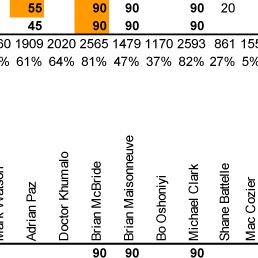 55 90 90 90 20
45 90 90
1909 2020 2565 1479 1170 2593 861
61% 64% 81% 47% 37% 82% 27% 5%
Adrian Paz
Doctor Khumalo
Brian McBride
Brian Maisonneuve
Bo Oshoniyi
Michael Clark
Shane Battelle
Mac Cozier
90 90 90